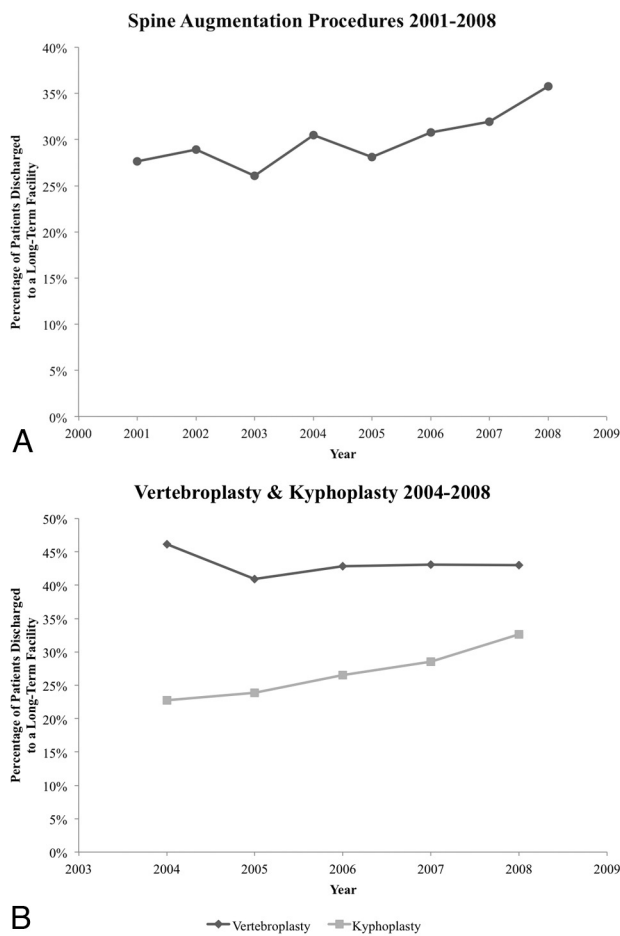 Spine Augmentation Procedures 2001-2008
40%
35%
30%
25%
20%
15%
10%
5%
0%
Percentage of Patients Discharged
to a Long-Term Facility
2000 2001 2002 2003 2004 2005 2006 2007 2008 2009
Year
A
Vertebroplasty & Kyphoplasty 2004-2008
50%
45%
40%
35%
30%
25%
20%
15%
10%
5%
0%
Percentage of Patients Discharged
to a Long-Term Facility
2003 2004 2005 2006 2007 2008 2009
Year
B
Vertebroplasty Kyphoplasty